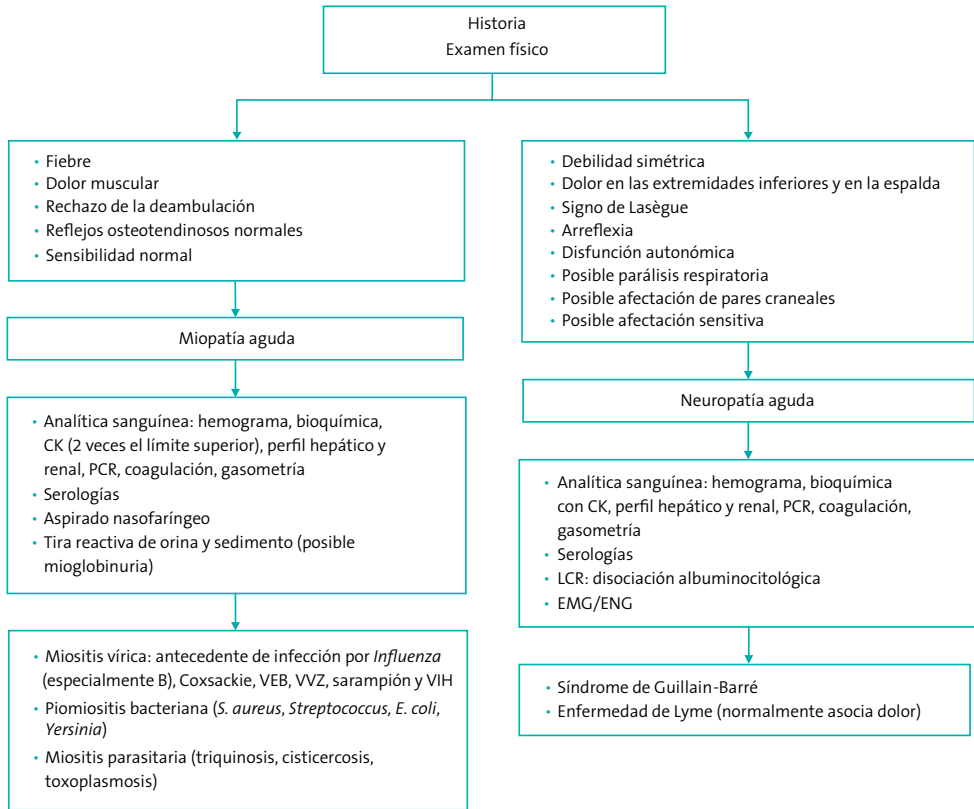 Historia
Examen físico
• Fiebre
• Dolor muscular
• Rechazo de la deambulación
• Reflejos osteotendinosos normales
• Sensibilidad normal
Miopatía aguda
• Analítica sanguínea: hemograma, bioquímica,
CK (2 veces el límite superior), perfil hepático y
renal, PCR, coagulación, gasometría
• Serologías
• Aspirado nasofaríngeo
• Tira reactiva de orina y sedimento (posible
mioglobinuria)
• Miositis vírica: antecedente de infección por Influenza
(especialmente B), Coxsackie, VEB, VVZ, sarampión y VIH
• Piomiositis bacteriana (S. aureus, Streptococcus, E. coli,
Yersinia)
• Miositis parasitaria (triquinosis, cisticercosis,
toxoplasmosis)
• Debilidad simétrica
• Dolor en las extremidades inferiores y en la espalda
• Signo de Lasègue
• Arreflexia
• Disfunción autonómica
• Posible parálisis respiratoria
• Posible afectación de pares craneales
• Posible afectación sensitiva
Neuropatía aguda
• Analítica sanguínea: hemograma, bioquímica
con CK, perfil hepático y renal, PCR, coagulación,
gasometría
• Serologías
• LCR: disociación albuminocitológica
• EMG/ENG
• Síndrome de Guillain-Barré
• Enfermedad de Lyme (normalmente asocia dolor)